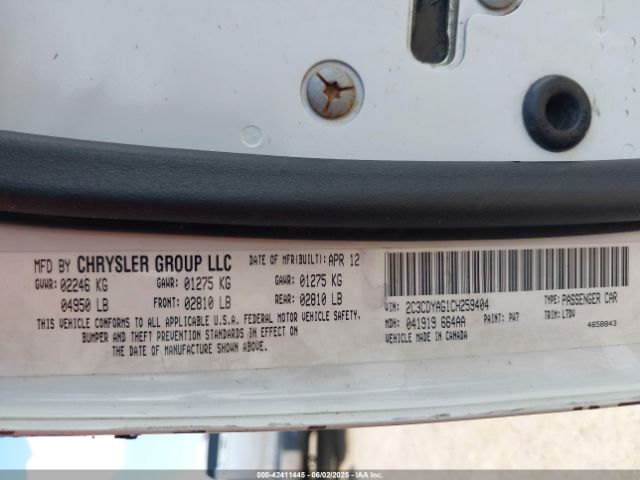 MFD BY CHRYSLER GROUP LLC DATE OF MFR(BUILT): APR 12
GVWR: 02246 KG GAWR: 01275 KG GAWR: 01275 KG
04950 LB FRONT: 02810 LB REAR: 02810 LB
THIS VEHICLE CONFORMS TO ALL APPLICABLE U.S.A. FEDERAL MOTOR VEHICLE SAFETY,
BUMPER AND THEFT PREVENTION STANDARDS IN EFFECT ON
THE DATE OF MANUFACTURE SHOWN ABOVE.
VIN: 2C3CDYAG1CH259404 TYPE: PASSENGER CAR
MDH: 041919 664AA PAINT: PW7 TRIM: L7DV
VEHICLE MADE IN CANADA 4658843
000-42411445 - 06/02/2025 - IAA Inc.